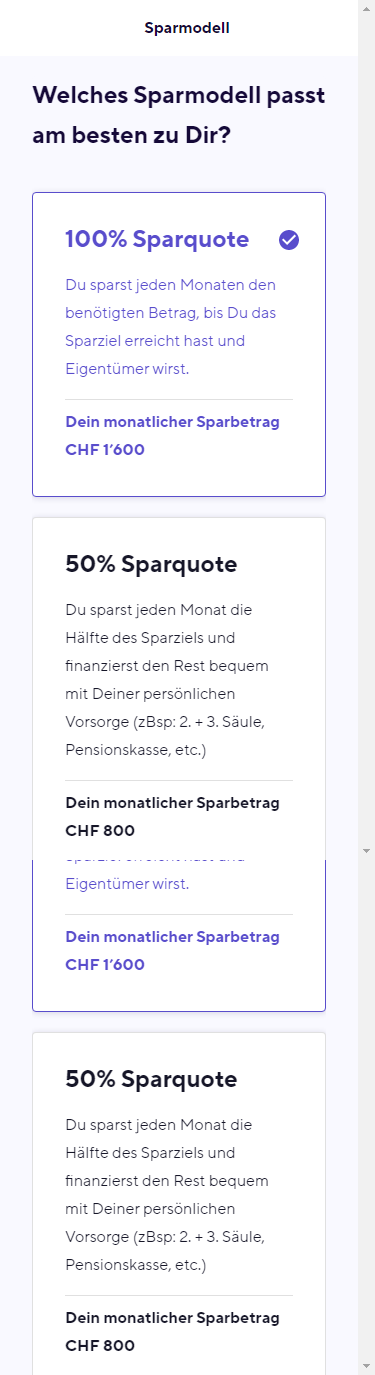 Sparmodell
Welches Sparmodell passt
am besten zu Dir?
100% Sparquote
Du sparst jeden Monaten den
benötigten Betrag, bis Du das
Sparziel erreicht hast und
Eigentümer wirst.
Dein monatlicher Sparbetrag
CHF 1’600
50% Sparquote
Du sparst jeden Monat die
Hälfte des Sparziels und
finanzierst den Rest bequem
mit Deiner persönlichen
Vorsorge (zBsp: 2. + 3. Säule,
Pensionskasse, etc.)
Dein monatlicher Sparbetrag
CHF 800
Eigentümer wirst.
Dein monatlicher Sparbetrag
CHF 1’600
50% Sparquote
Du sparst jeden Monat die
Hälfte des Sparziels und
finanzierst den Rest bequem
mit Deiner persönlichen
Vorsorge (zBsp: 2. + 3. Säule,
Pensionskasse, etc.)
Dein monatlicher Sparbetrag
CHF 800